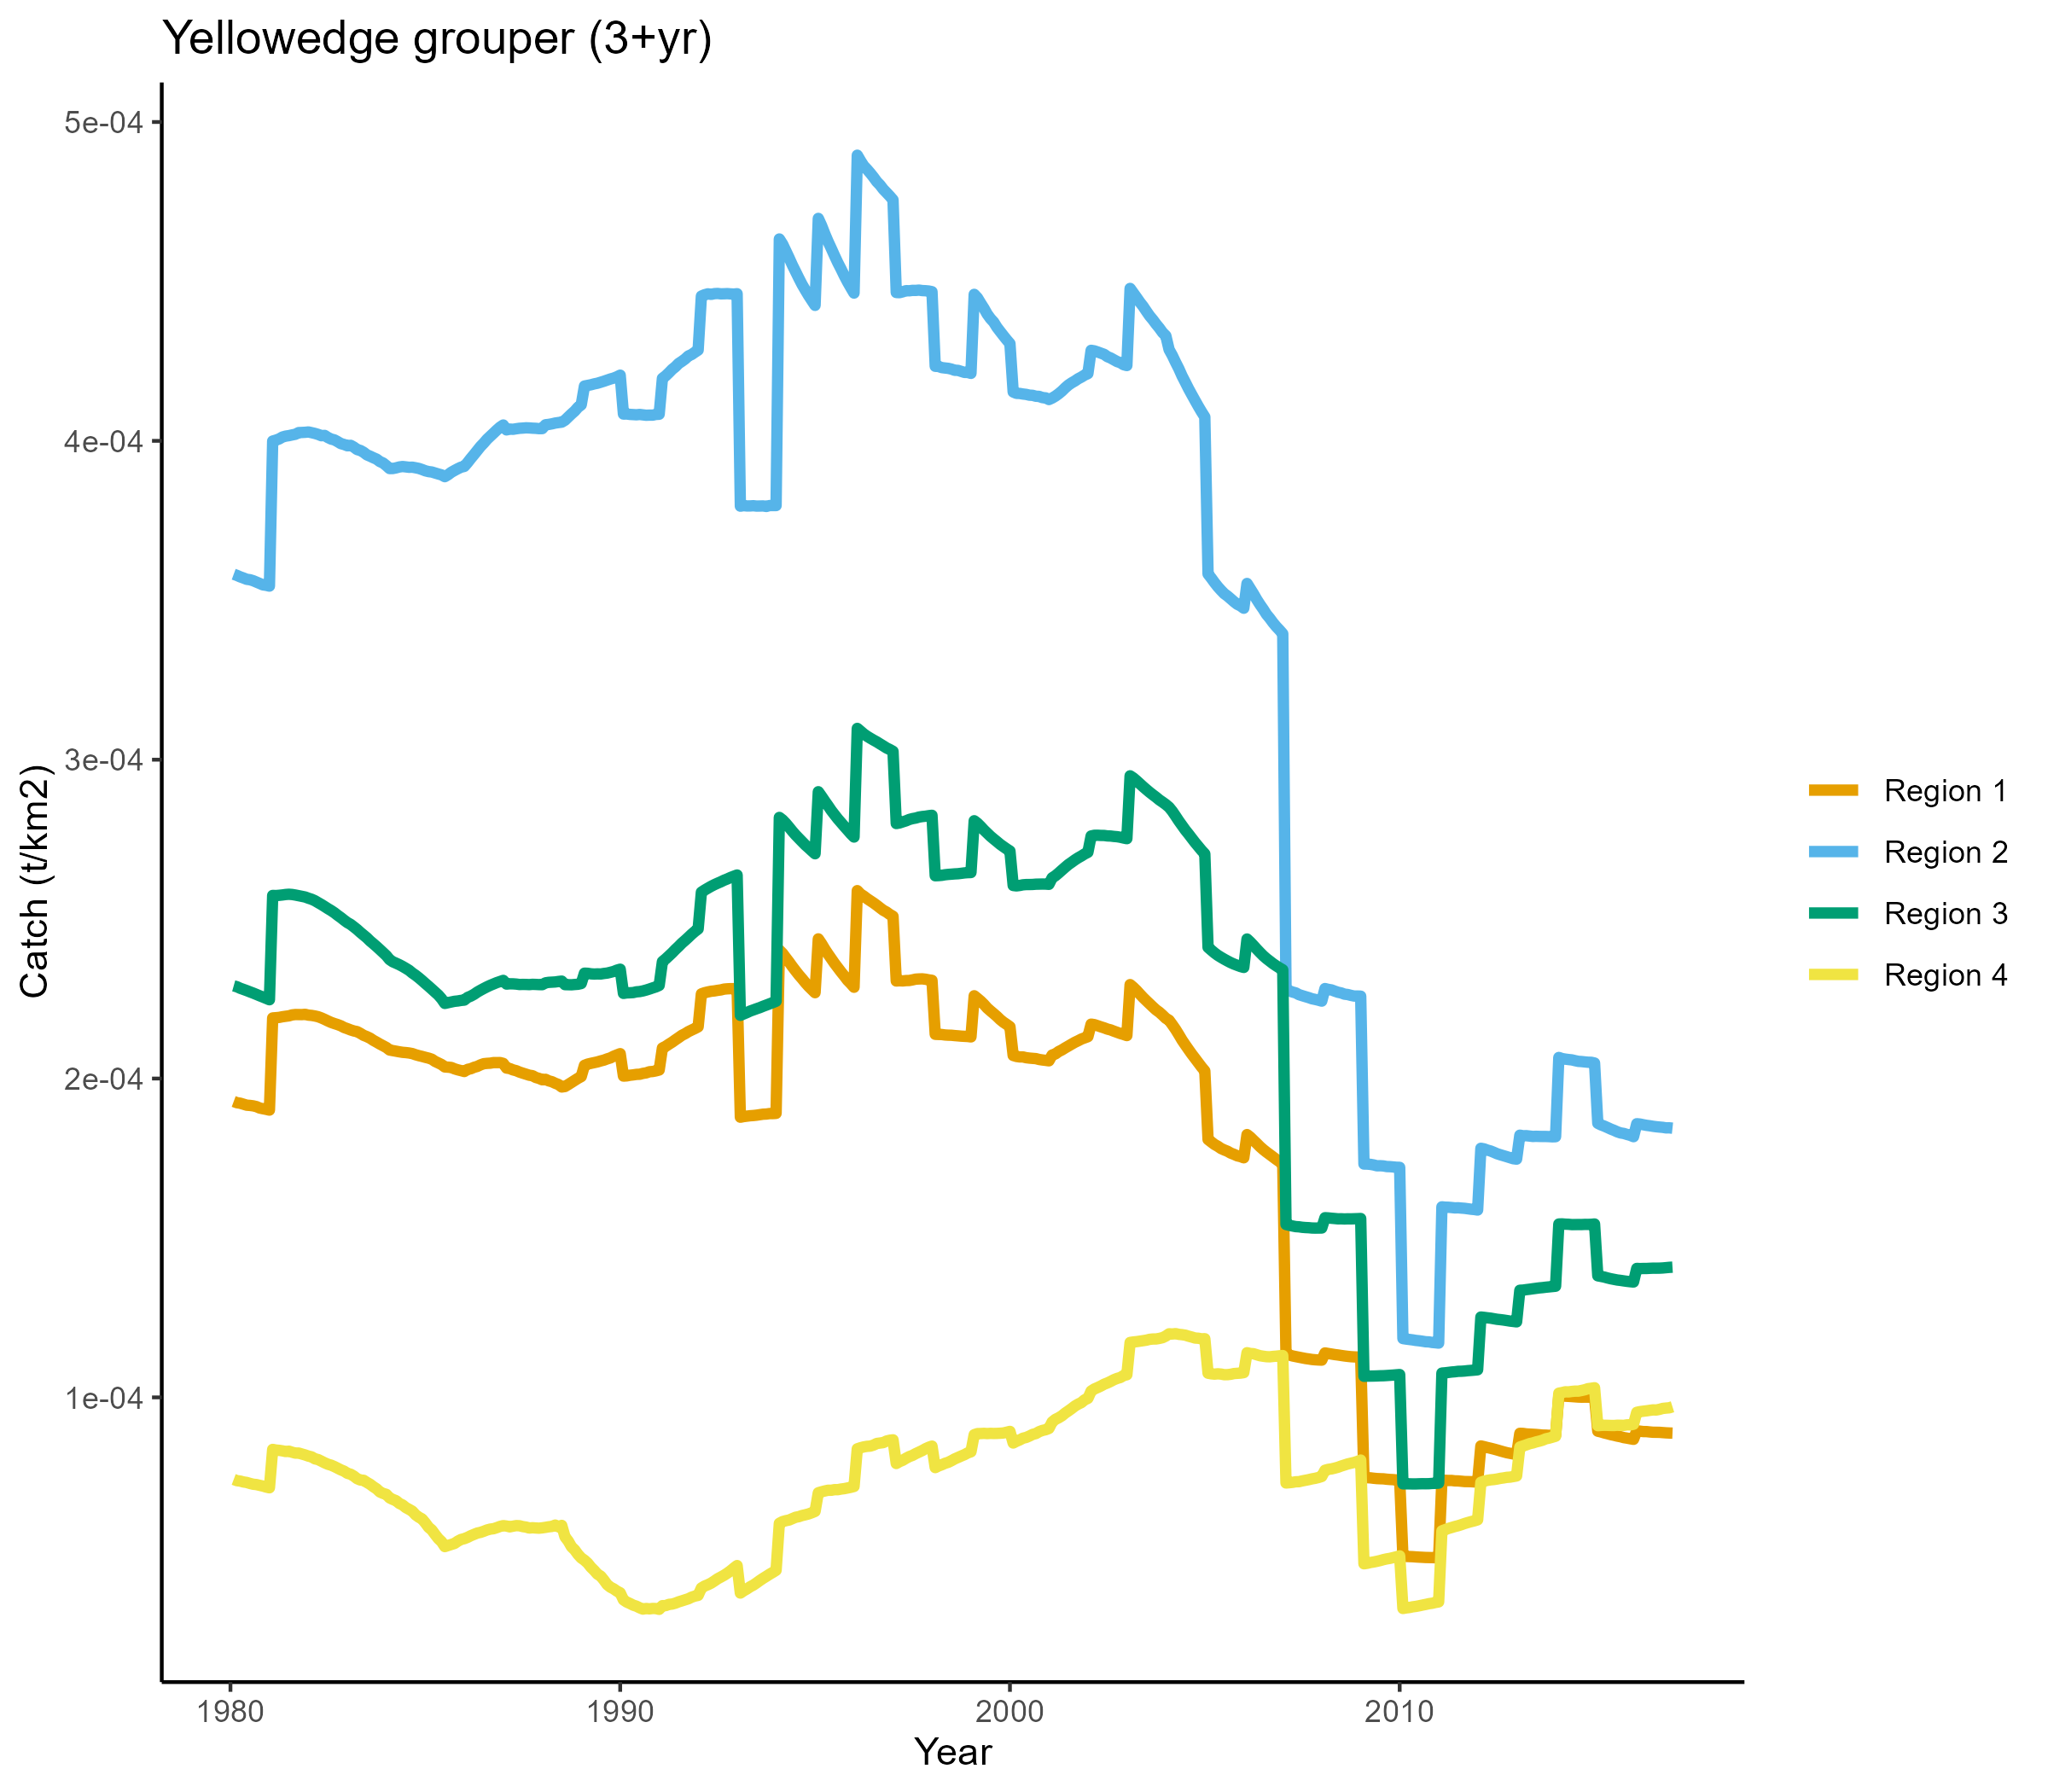 Yellowedge grouper (3+yr)
5e-04
4e-04
3e-04
2e-04
1e-04
Catch (t/km2)
1980
1990
2000
2010
Year
Region 1
Region 2
Region 3
Region 4